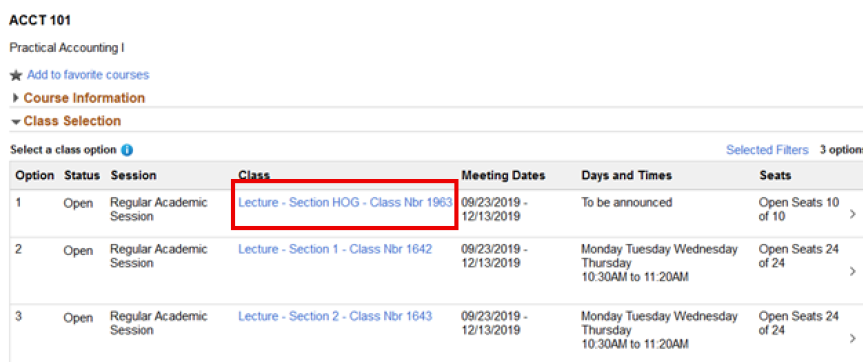 ACCT 101
Practical Accounting I
Add to favorite courses
Course Information
Class Selection
Select a class option Selected Filters 3 option
Option Status Session Class Meeting Dates Days and Times Seats
1 Open Regular Academic Lecture - Section HOG - Class Nbr 1963 09/23/2019 - To be announced Open Seats 10
Session 12/13/2019 of 10
2 Open Regular Academic Lecture - Section 1 - Class Nbr 1642 09/23/2019 - Monday Tuesday Wednesday Open Seats 24
Session 12/13/2019 Thursday of 24
10:30AM to 11:20AM
3 Open Regular Academic Lecture - Section 2 - Class Nbr 1643 09/23/2019 - Monday Tuesday Wednesday Open Seats 24
Session 12/13/2019 Thursday of 24
10:30AM to 11:20AM